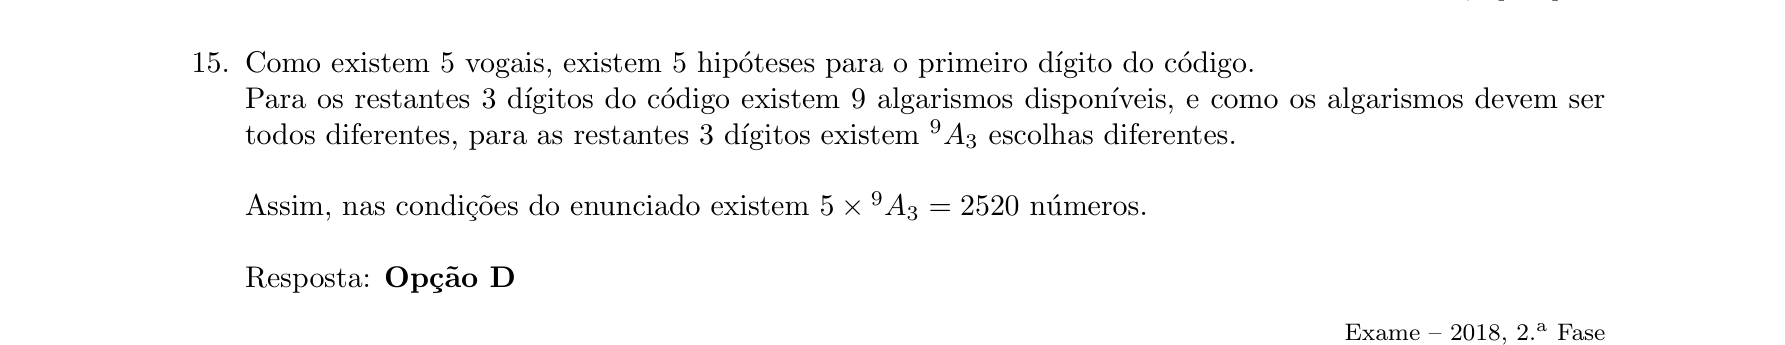 15. Como existem 5 vogais, existem 5 hipóteses para o primeiro dígito do código.
Para os restantes 3 dígitos do código existem 9 algarismos disponíveis, e como os algarismos devem ser
todos diferentes, para as restantes 3 dígitos existem ⁹A₃ escolhas diferentes.
Assim, nas condições do enunciado existem 5 × ⁹A₃ = 2520 números.
Resposta: Opção D
Exame – 2018, 2.ª Fase